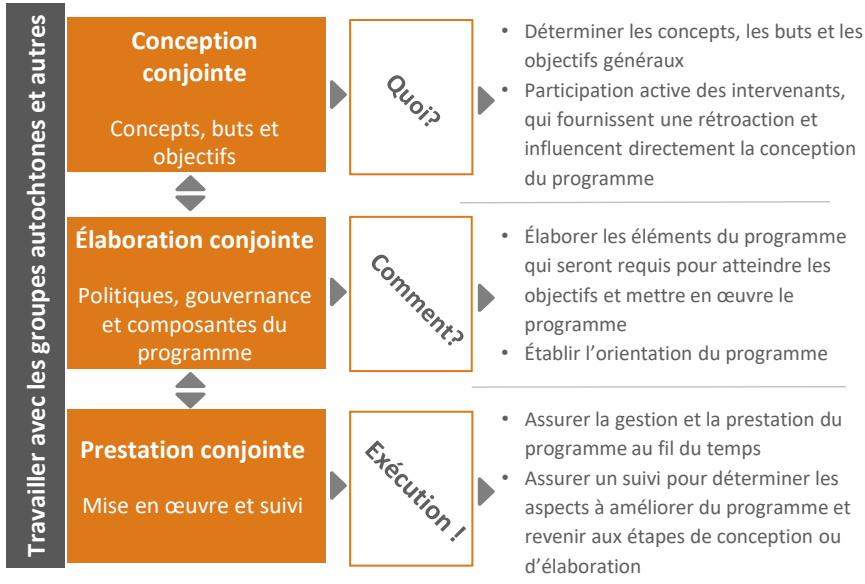 Travailler avec les groupes autochtones et autres
Conception
conjointe
Concepts, buts et
objectifs
Quoi?
• Déterminer les concepts, les buts et les
objectifs généraux
• Participation active des intervenants,
qui fournissent une rétroaction et
influencent directement la conception
du programme
Élaboration conjointe
Politiques, gouvernance
et composantes du
programme
Comment?
• Élaborer les éléments du programme
qui seront requis pour atteindre les
objectifs et mettre en œuvre le
programme
• Établir l’orientation du programme
Prestation conjointe
Mise en œuvre et suivi
Exécution !
• Assurer la gestion et la prestation du
programme au fil du temps
• Assurer un suivi pour déterminer les
aspects à améliorer du programme et
revenir aux étapes de conception ou
d’élaboration